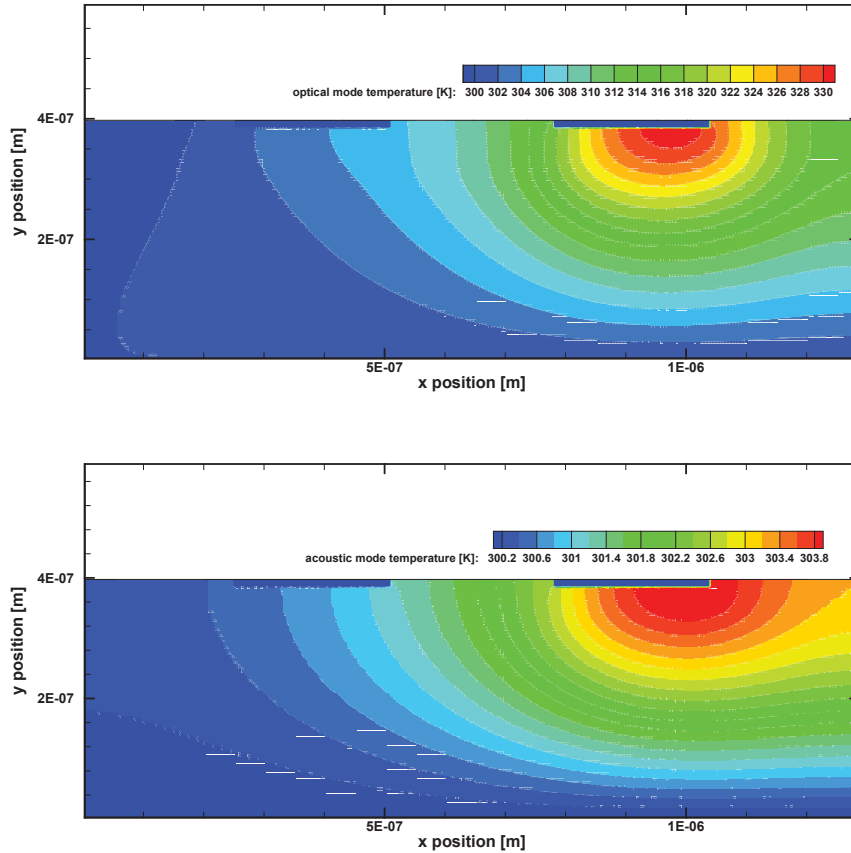 optical mode temperature [K]: 300 302 304 306 308 310 312 314 316 318 320 322 324 326 328 330
4E-07
2E-07
y position [m]
5E-07 1E-06
x position [m]
acoustic mode temperature [K]: 300.2 300.6 301 301.4 301.8 302.2 302.6 303 303.4 303.8
4E-07
2E-07
y position [m]
5E-07 1E-06
x position [m]